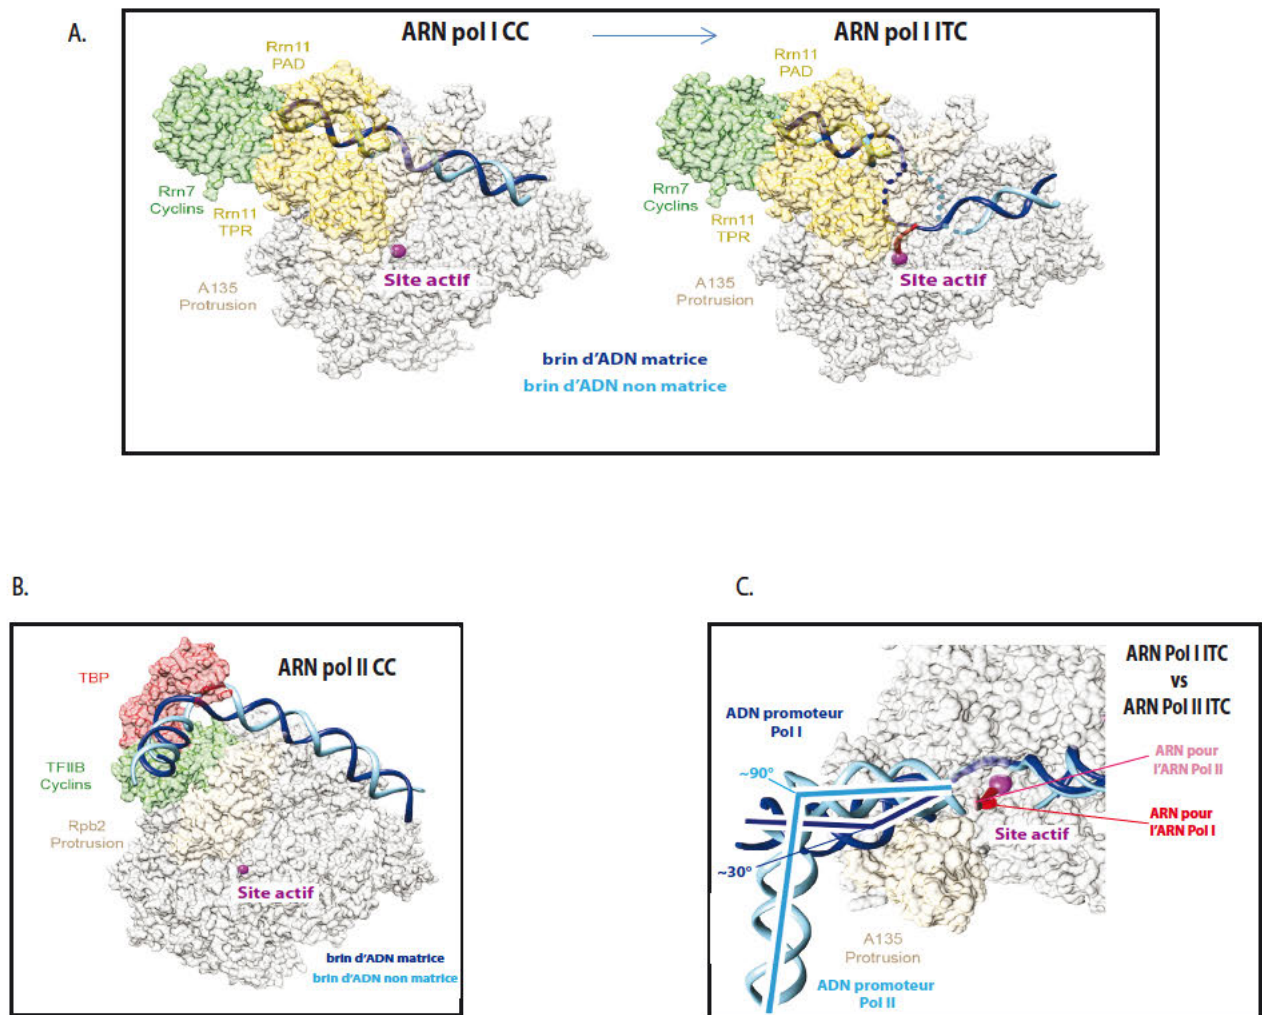 A.
ARN pol I CC
ARN pol I ITC
Rrn11
PAD
Rrn7
Cyclins
Rrn11
TPR
A135
Protrusion
Site actif
Rrn11
PAD
Rrn7
Cyclins
Rrn11
TPR
A135
Protrusion
Site actif
brin d'ADN matrice
brin d'ADN non matrice
B.
ARN pol II CC
TBP
TFIIB
Cyclins
Rpb2
Protrusion
Site actif
brin d'ADN matrice
brin d'ADN non matrice
C.
ARN Pol I ITC
vs
ARN Pol II ITC
ADN promoteur
Pol I
~90°
~30°
ARN pour
l'ARN Pol II
ARN pour
l'ARN Pol I
Site actif
A135
Protrusion
ADN promoteur
Pol II